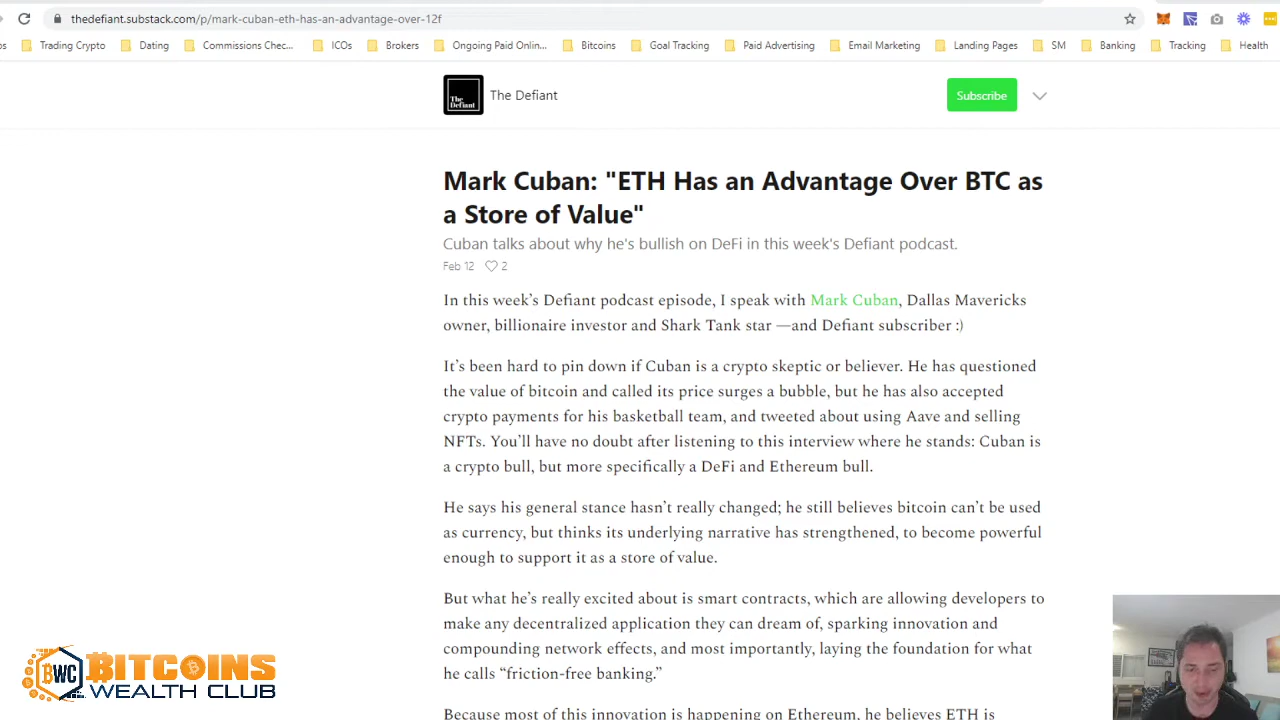 thedefiant.substack.com/p/mark-cuban-eth-has-an-advantage-over-12f
Trading Crypto Dating Commissions Chec... ICOs Brokers Ongoing Paid Onlin... Bitcoins Goal Tracking Paid Advertising Email Marketing Landing Pages SM Banking Tracking Health
The Defiant The Defiant Subscribe
Mark Cuban: "ETH Has an Advantage Over BTC as
a Store of Value"
Cuban talks about why he's bullish on DeFi in this week's Defiant podcast.
Feb 12 2
In this week’s Defiant podcast episode, I speak with Mark Cuban, Dallas Mavericks
owner, billionaire investor and Shark Tank star —and Defiant subscriber :)
It’s been hard to pin down if Cuban is a crypto skeptic or believer. He has questioned
the value of bitcoin and called its price surges a bubble, but he has also accepted
crypto payments for his basketball team, and tweeted about using Aave and selling
NFTs. You’ll have no doubt after listening to this interview where he stands: Cuban is
a crypto bull, but more specifically a DeFi and Ethereum bull.
He says his general stance hasn’t really changed; he still believes bitcoin can’t be used
as currency, but thinks its underlying narrative has strengthened, to become powerful
enough to support it as a store of value.
But what he’s really excited about is smart contracts, which are allowing developers to
make any decentralized application they can dream of, sparking innovation and
compounding network effects, and most importantly, laying the foundation for what
he calls “friction-free banking.”
Because most of this innovation is happening on Ethereum, he believes ETH is
BWC BITCOINS
WEALTH CLUB